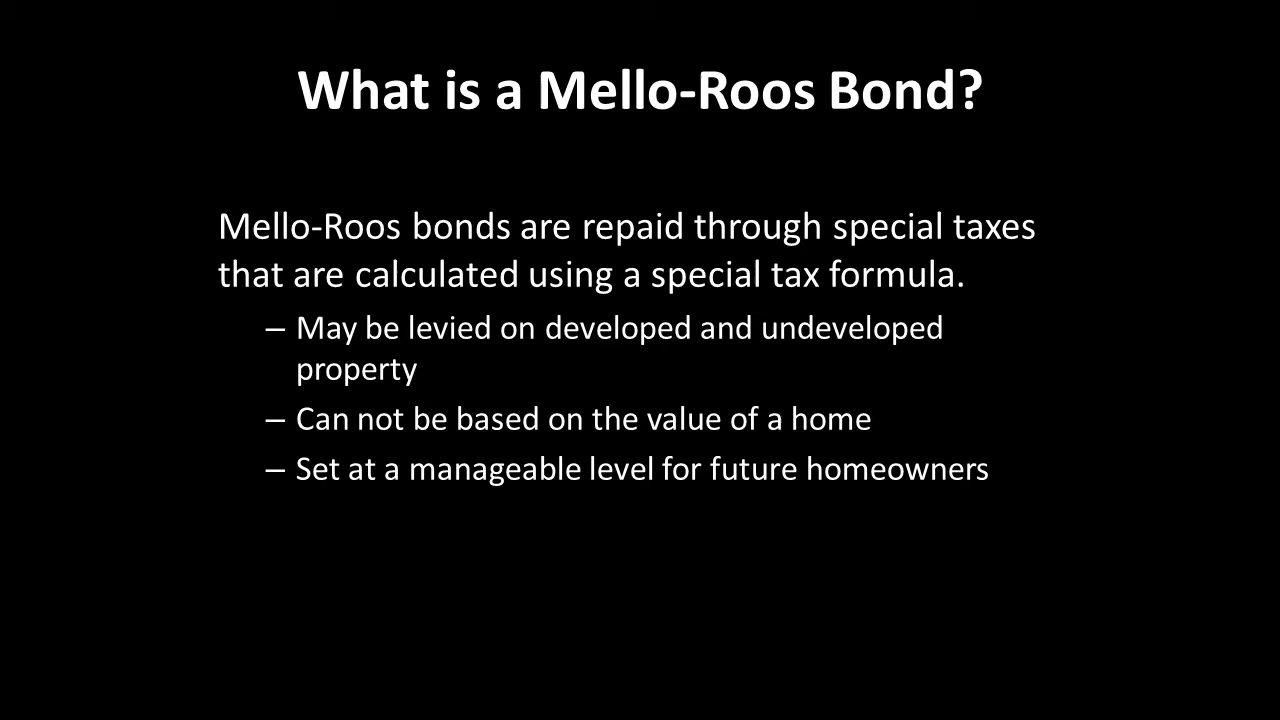 What is a Mello-Roos Bond?
Mello-Roos bonds are repaid through special taxes
that are calculated using a special tax formula.
– May be levied on developed and undeveloped
property
– Can not be based on the value of a home
– Set at a manageable level for future homeowners